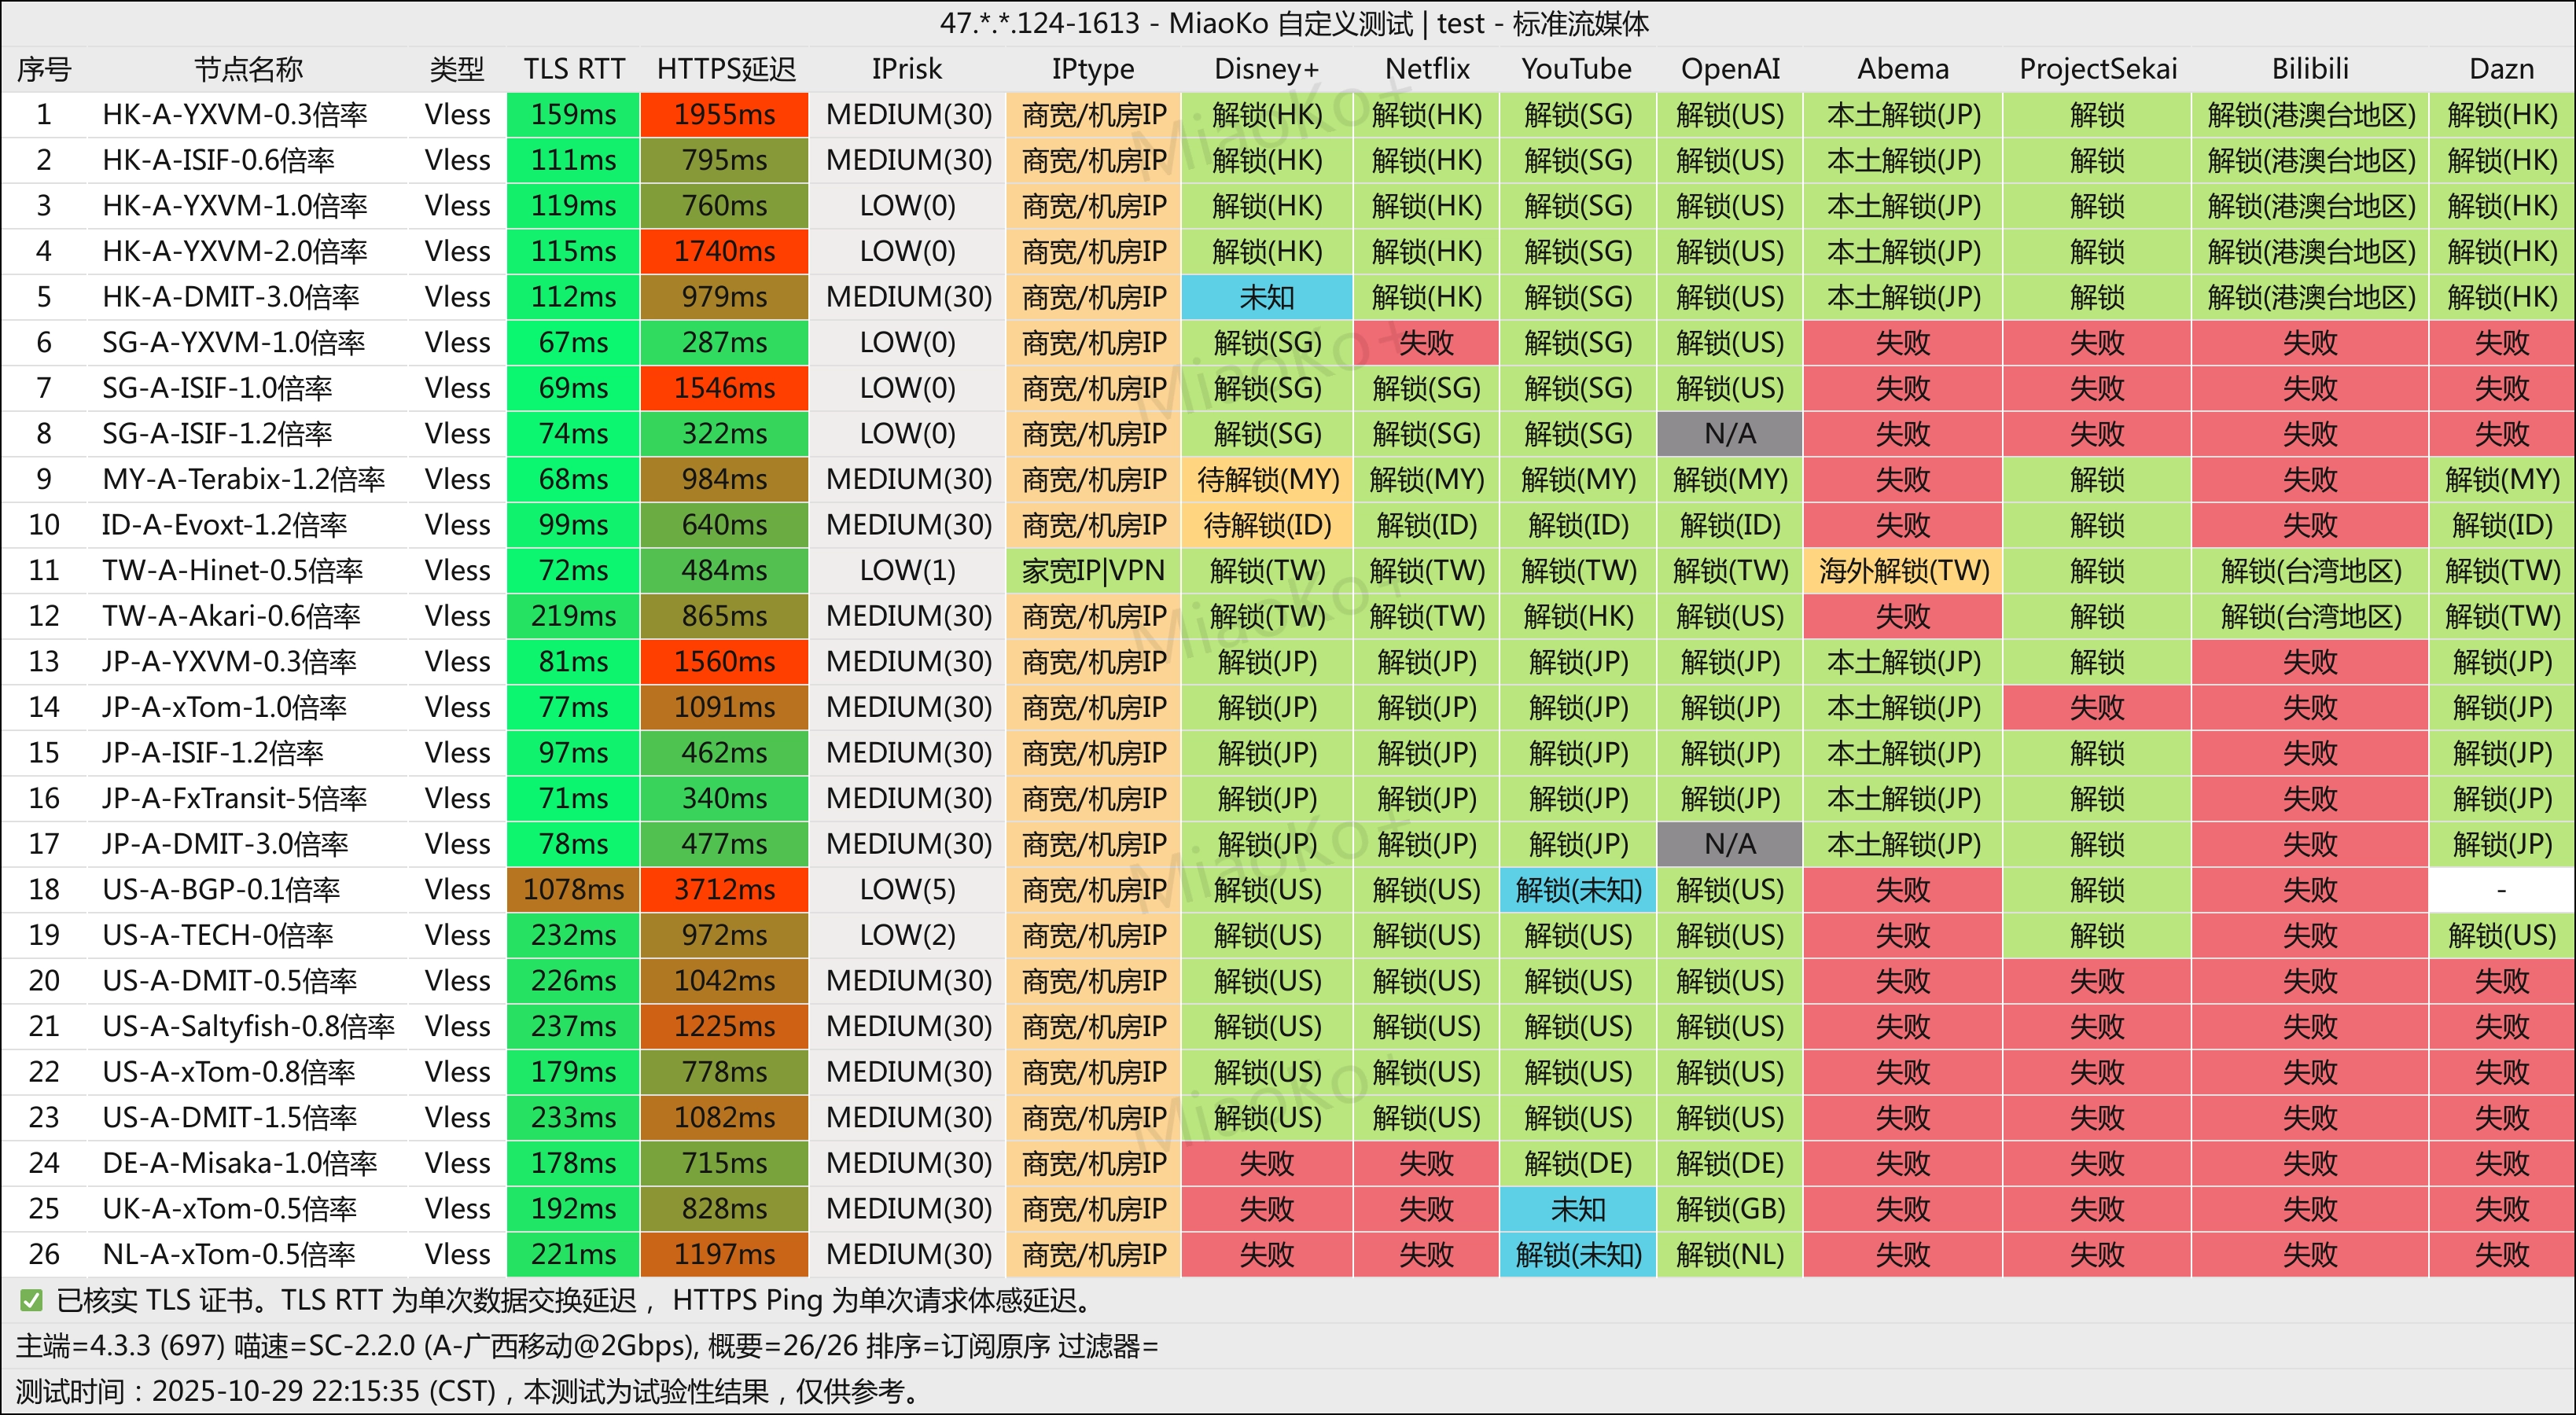 47.*.*.124-1613 - MiaoKo 自定义测试 | test - 标准流媒体
序号 节点名称 类型 TLS RTT HTTPS延迟 IPrisk IPtype Disney+ Netflix YouTube OpenAI Abema ProjectSekai Bilibili Dazn
1 HK-A-YXVM-0.3倍率 Vless 159ms 1955ms MEDIUM(30) 商宽/机房IP 解锁(HK) 解锁(HK) 解锁(SG) 解锁(US) 本土解锁(JP) 解锁 解锁(港澳台地区) 解锁(HK)
2 HK-A-ISIF-0.6倍率 Vless 111ms 795ms MEDIUM(30) 商宽/机房IP 解锁(HK) 解锁(HK) 解锁(SG) 解锁(US) 本土解锁(JP) 解锁 解锁(港澳台地区) 解锁(HK)
3 HK-A-YXVM-1.0倍率 Vless 119ms 760ms LOW(0) 商宽/机房IP 解锁(HK) 解锁(HK) 解锁(SG) 解锁(US) 本土解锁(JP) 解锁 解锁(港澳台地区) 解锁(HK)
4 HK-A-YXVM-2.0倍率 Vless 115ms 1740ms LOW(0) 商宽/机房IP 解锁(HK) 解锁(HK) 解锁(SG) 解锁(US) 本土解锁(JP) 解锁 解锁(港澳台地区) 解锁(HK)
5 HK-A-DMIT-3.0倍率 Vless 112ms 979ms MEDIUM(30) 商宽/机房IP 未知 解锁(HK) 解锁(SG) 解锁(US) 本土解锁(JP) 解锁 解锁(港澳台地区) 解锁(HK)
6 SG-A-YXVM-1.0倍率 Vless 67ms 287ms LOW(0) 商宽/机房IP 解锁(SG) 失败 解锁(SG) 解锁(US) 失败 失败 失败 失败
7 SG-A-ISIF-1.0倍率 Vless 69ms 1546ms LOW(0) 商宽/机房IP 解锁(SG) 解锁(SG) 解锁(SG) 解锁(US) 失败 失败 失败 失败
8 SG-A-ISIF-1.2倍率 Vless 74ms 322ms LOW(0) 商宽/机房IP 解锁(SG) 解锁(SG) 解锁(SG) N/A 失败 失败 失败 失败
9 MY-A-Terabix-1.2倍率 Vless 68ms 984ms MEDIUM(30) 商宽/机房IP 待解锁(MY) 解锁(MY) 解锁(MY) 解锁(MY) 失败 解锁 失败 解锁(MY)
10 ID-A-Evoxt-1.2倍率 Vless 99ms 640ms MEDIUM(30) 商宽/机房IP 待解锁(ID) 解锁(ID) 解锁(ID) 解锁(ID) 失败 解锁 失败 解锁(ID)
11 TW-A-Hinet-0.5倍率 Vless 72ms 484ms LOW(1) 家宽IP|VPN 解锁(TW) 解锁(TW) 解锁(TW) 解锁(TW) 海外解锁(TW) 解锁 解锁(台湾地区) 解锁(TW)
12 TW-A-Akari-0.6倍率 Vless 219ms 865ms MEDIUM(30) 商宽/机房IP 解锁(TW) 解锁(TW) 解锁(HK) 解锁(US) 失败 解锁 解锁(台湾地区) 解锁(TW)
13 JP-A-YXVM-0.3倍率 Vless 81ms 1560ms MEDIUM(30) 商宽/机房IP 解锁(JP) 解锁(JP) 解锁(JP) 解锁(JP) 本土解锁(JP) 解锁 失败 解锁(JP)
14 JP-A-xTom-1.0倍率 Vless 77ms 1091ms MEDIUM(30) 商宽/机房IP 解锁(JP) 解锁(JP) 解锁(JP) 解锁(JP) 本土解锁(JP) 失败 失败 解锁(JP)
15 JP-A-ISIF-1.2倍率 Vless 97ms 462ms MEDIUM(30) 商宽/机房IP 解锁(JP) 解锁(JP) 解锁(JP) 解锁(JP) 本土解锁(JP) 解锁 失败 解锁(JP)
16 JP-A-FxTransit-5倍率 Vless 71ms 340ms MEDIUM(30) 商宽/机房IP 解锁(JP) 解锁(JP) 解锁(JP) 解锁(JP) 本土解锁(JP) 解锁 失败 解锁(JP)
17 JP-A-DMIT-3.0倍率 Vless 78ms 477ms MEDIUM(30) 商宽/机房IP 解锁(JP) 解锁(JP) 解锁(JP) N/A 本土解锁(JP) 解锁 失败 解锁(JP)
18 US-A-BGP-0.1倍率 Vless 1078ms 3712ms LOW(5) 商宽/机房IP 解锁(US) 解锁(US) 解锁(未知) 解锁(US) 失败 解锁 失败 -
19 US-A-TECH-0倍率 Vless 232ms 972ms LOW(2) 商宽/机房IP 解锁(US) 解锁(US) 解锁(US) 解锁(US) 失败 解锁 失败 解锁(US)
20 US-A-DMIT-0.5倍率 Vless 226ms 1042ms MEDIUM(30) 商宽/机房IP 解锁(US) 解锁(US) 解锁(US) 解锁(US) 失败 失败 失败 失败
21 US-A-Saltyfish-0.8倍率 Vless 237ms 1225ms MEDIUM(30) 商宽/机房IP 解锁(US) 解锁(US) 解锁(US) 解锁(US) 失败 失败 失败 失败
22 US-A-xTom-0.8倍率 Vless 179ms 778ms MEDIUM(30) 商宽/机房IP 解锁(US) 解锁(US) 解锁(US) 解锁(US) 失败 失败 失败 失败
23 US-A-DMIT-1.5倍率 Vless 233ms 1082ms MEDIUM(30) 商宽/机房IP 解锁(US) 解锁(US) 解锁(US) 解锁(US) 失败 失败 失败 失败
24 DE-A-Misaka-1.0倍率 Vless 178ms 715ms MEDIUM(30) 商宽/机房IP 失败 失败 解锁(DE) 解锁(DE) 失败 失败 失败 失败
25 UK-A-xTom-0.5倍率 Vless 192ms 828ms MEDIUM(30) 商宽/机房IP 失败 失败 未知 解锁(GB) 失败 失败 失败 失败
26 NL-A-xTom-0.5倍率 Vless 221ms 1197ms MEDIUM(30) 商宽/机房IP 失败 失败 解锁(未知) 解锁(NL) 失败 失败 失败 失败
✅ 已核实 TLS 证书。TLS RTT 为单次数据交换延迟， HTTPS Ping 为单次请求体感延迟。
主端=4.3.3 (697) 喵速=SC-2.2.0 (A-广西移动@2Gbps), 概要=26/26 排序=订阅原序 过滤器=
测试时间：2025-10-29 22:15:35 (CST)，本测试为试验性结果，仅供参考。
MiaoKo+
MiaoKo+
MiaoKo+
MiaoKo+
MiaoKo+